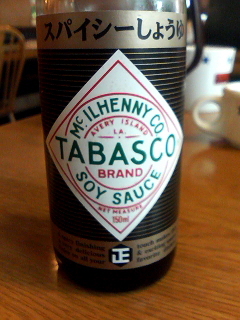 スパイシーしょうゆ
McILHENNY CO.
AVERY ISLAND
LA.
TABASCO
BRAND
SOY SAUCE
NET MEASURE
150ml
正